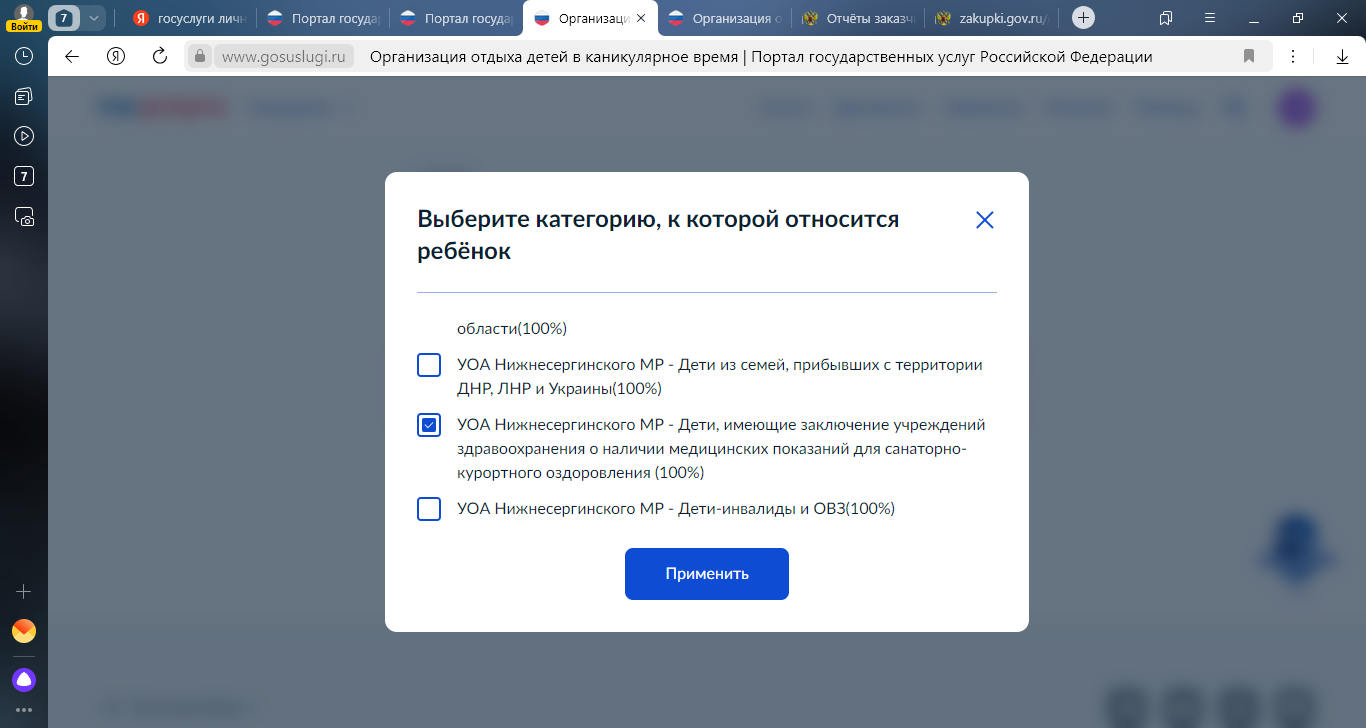 Войти
7
госуслуги личн
Портал государ
Портал государ
Организаци
Организация о
Отчёты заказчи
zakupki.gov.ru/
www.gosuslugi.ru
Организация отдыха детей в каникулярное время | Портал государственных услуг Российской Федерации
7
Выберите категорию, к которой относится
ребёнок
области(100%)
УОА Нижнесергинского МР - Дети из семей, прибывших с территории
ДНР, ЛНР и Украины(100%)
УОА Нижнесергинского МР - Дети, имеющие заключение учреждений
здравоохранения о наличии медицинских показаний для санаторно-
курортного оздоровления (100%)
УОА Нижнесергинского МР - Дети-инвалиды и ОВЗ(100%)
Применить